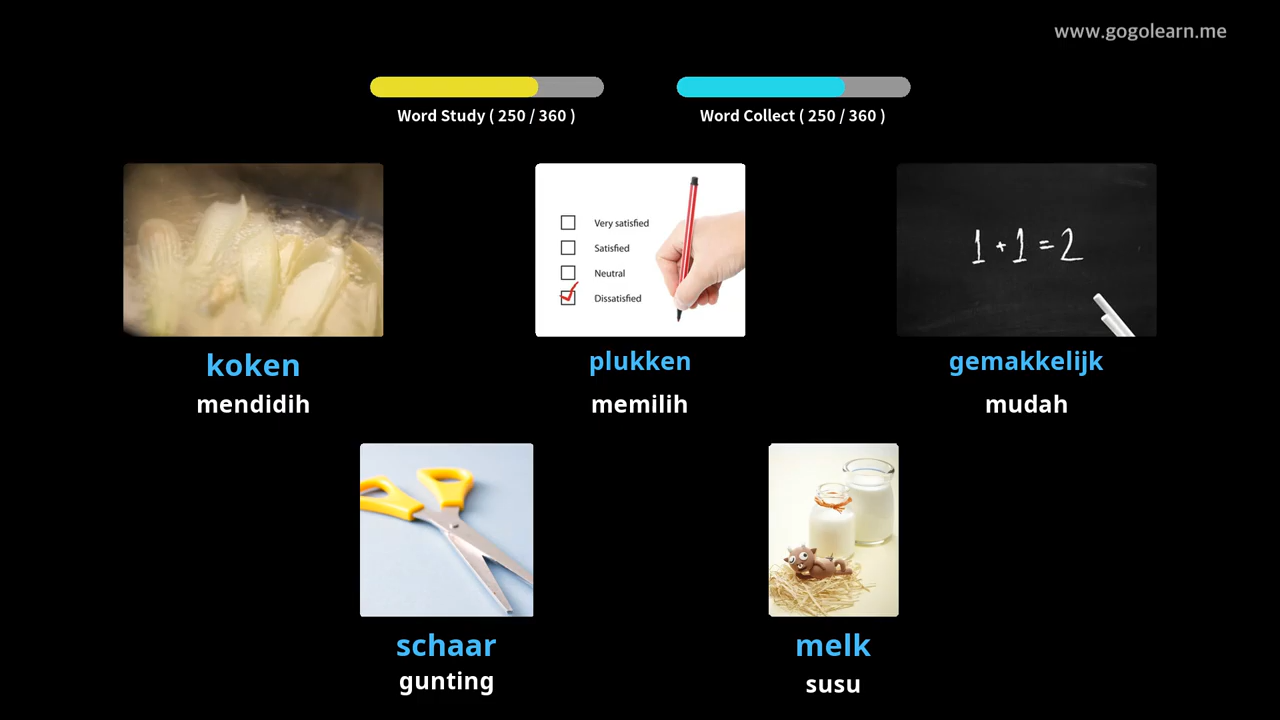 www.gogolearn.me
Word Study ( 250 / 360 )
Word Collect ( 250 / 360 )
Very satisfied
Satisfied
Neutral
Dissatisfied
1 + 1 = 2
koken
plukken
gemakkelijk
mendidih
memilih
mudah
schaar
melk
gunting
susu